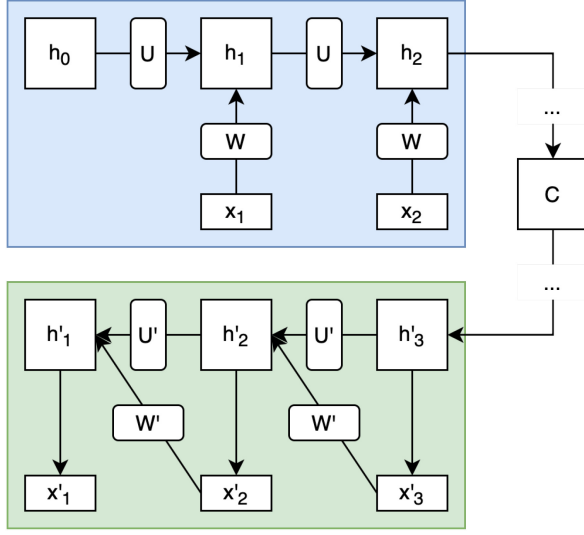 h0 U h1 U h2
...
W W
x1 x2
C
...
h'1 U' h'2 U' h'3
W' W'
x'1 x'2 x'3